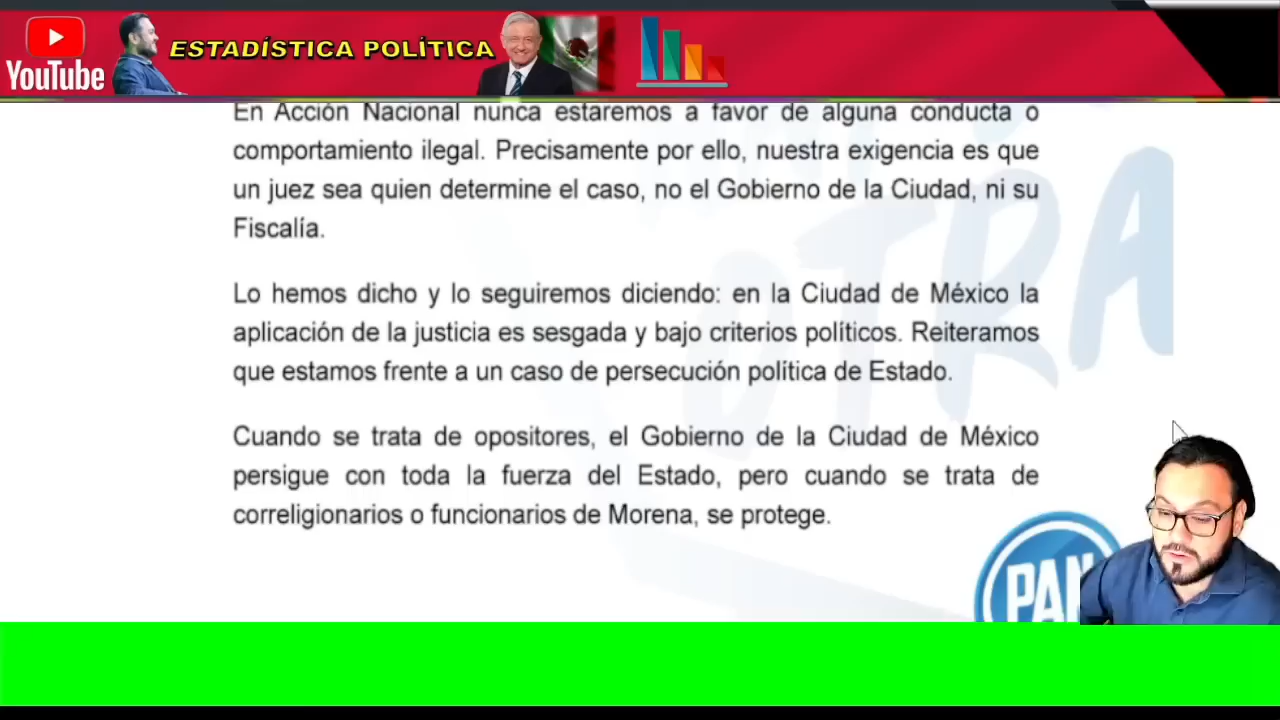 YouTube
ESTADÍSTICA POLÍTICA
En Acción Nacional nunca estaremos a favor de alguna conducta o
comportamiento ilegal. Precisamente por ello, nuestra exigencia es que
un juez sea quien determine el caso, no el Gobierno de la Ciudad, ni su
Fiscalía.
Lo hemos dicho y lo seguiremos diciendo: en la Ciudad de México la
aplicación de la justicia es sesgada y bajo criterios políticos. Reiteramos
que estamos frente a un caso de persecución política de Estado.
Cuando se trata de opositores, el Gobierno de la Ciudad de México
persigue con toda la fuerza del Estado, pero cuando se trata de
correligionarios o funcionarios de Morena, se protege.
OTRA
PAN